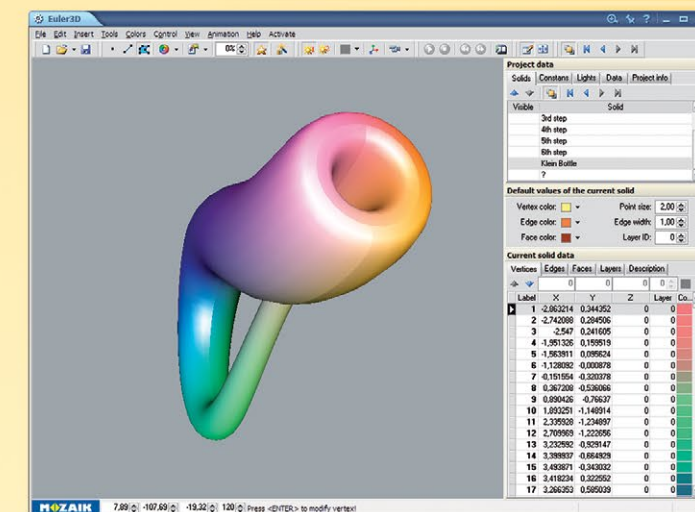 Euler3D
File Edit Insert Tools Colors Control View Animation Help Activate
0%
Project data
Solids Constans Lights Data Project info
Visible Solid
3rd step
4th step
5th step
6th step
Klein Bottle
?
Default values of the current solid
Vertex color: Point size: 2,00
Edge color: Edge width: 1,00
Face color: Layer ID: 0
Current solid data
Vertices Edges Faces Layers Description
0 0 0 0
Label X Y Z Layer Co...
1 -2,863214 0,344352 0 0
2 -2,742088 0,284506 0 0
3 -2,547 0,241605 0 0
4 -1,951326 0,159519 0 0
5 -1,563911 0,095624 0 0
6 -1,128092 -0,000878 0 0
7 -0,151554 -0,320378 0 0
8 0,367208 -0,536066 0 0
9 0,890426 -0,76637 0 0
10 1,893251 -1,148914 0 0
11 2,335928 -1,234897 0 0
12 2,709969 -1,222656 0 0
13 3,232592 -0,929147 0 0
14 3,399937 -0,664929 0 0
15 3,493871 -0,343032 0 0
16 3,418234 0,322552 0 0
17 3,266353 0,585039 0 0
MOZAIK 7,89 -107,69 -19,32 120 Press <ENTER> to modify vertex!